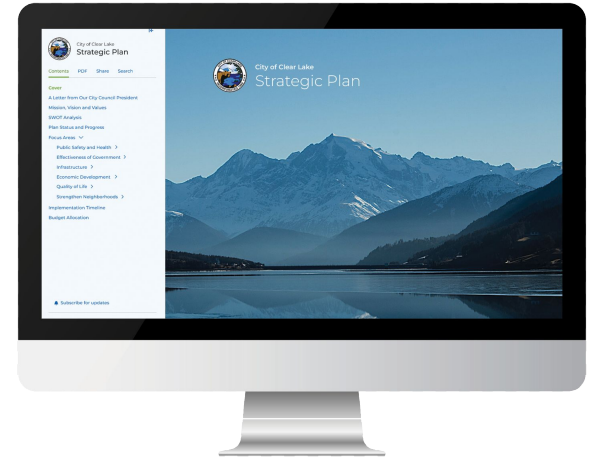 City of Clear Lake
Strategic Plan
Contents PDF Share Search
Cover
A Letter from Our City Council President
Mission, Vision and Values
SWOT Analysis
Plan Status and Progress
Focus Areas
Public Safety and Health
Effectiveness of Government
Infrastructure
Economic Development
Quality of Life
Strengthen Neighborhoods
Implementation Timeline
Budget Allocation
Subscribe for updates
City of Clear Lake
Strategic Plan